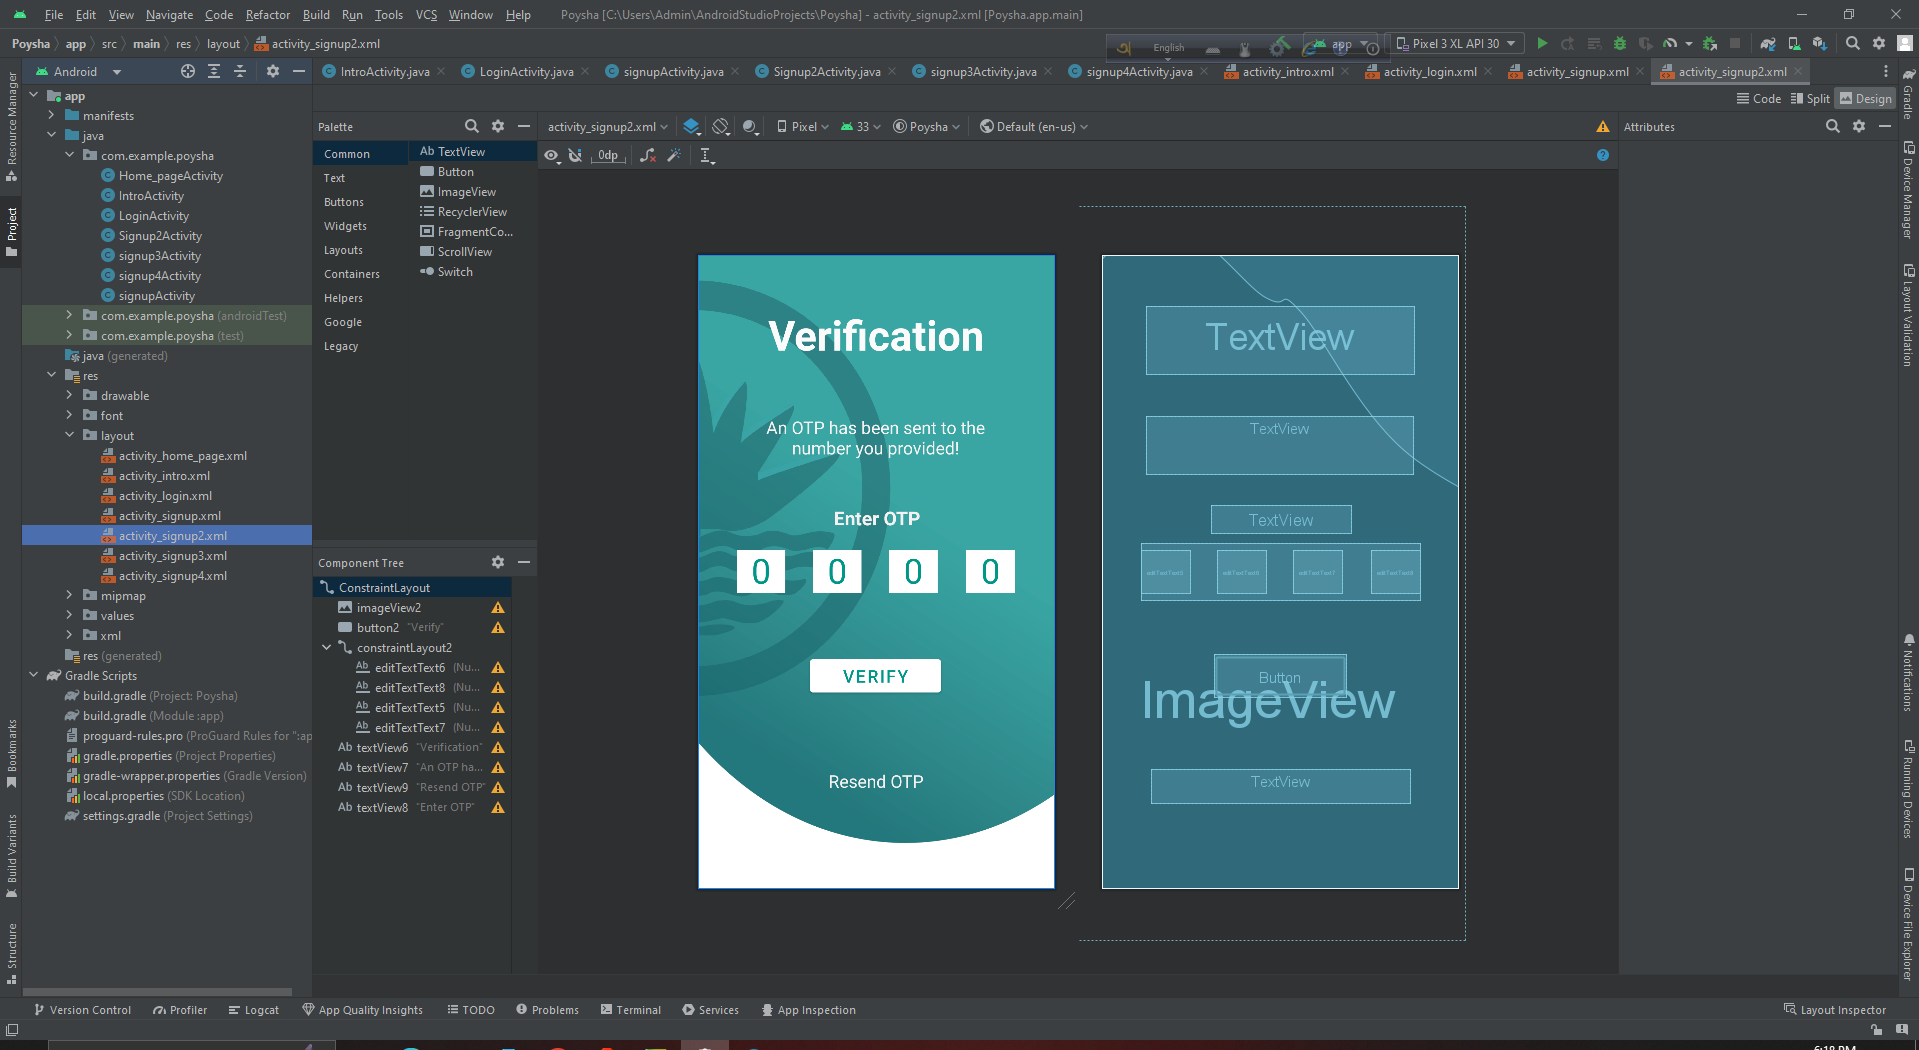 File Edit View Navigate Code Refactor Build Run Tools VCS Window Help Poysha [C:\Users\Admin\AndroidStudioProjects\Poysha] - activity_signup2.xml [Poysha.app.main]
Poysha app src main res layout activity_signup2.xml
English app Pixel 3 XL API 30
Android
IntroActivity.java LoginActivity.java signupActivity.java Signup2Activity.java signup3Activity.java signup4Activity.java activity_intro.xml activity_login.xml activity_signup.xml activity_signup2.xml
Code Split Design
Resource Manager
Project
Bookmarks
Build Variants
Structure
app
manifests
java
com.example.poysha
Home_pageActivity
IntroActivity
LoginActivity
Signup2Activity
signup3Activity
signup4Activity
signupActivity
com.example.poysha (androidTest)
com.example.poysha (test)
java (generated)
res
drawable
font
layout
activity_home_page.xml
activity_intro.xml
activity_login.xml
activity_signup.xml
activity_signup2.xml
activity_signup3.xml
activity_signup4.xml
mipmap
values
xml
res (generated)
Gradle Scripts
build.gradle (Project: Poysha)
build.gradle (Module :app)
proguard-rules.pro (ProGuard Rules for ":ap
gradle.properties (Project Properties)
gradle-wrapper.properties (Gradle Version)
local.properties (SDK Location)
settings.gradle (Project Settings)
Palette
Common
Text
Buttons
Widgets
Layouts
Containers
Helpers
Google
Legacy
Ab TextView
Button
ImageView
RecyclerView
FragmentCo...
ScrollView
Switch
Component Tree
ConstraintLayout
imageView2
button2 "Verify"
constraintLayout2
Ab editTextText6 (Nu...
Ab editTextText8 (Nu...
Ab editTextText5 (Nu...
Ab editTextText7 (Nu...
Ab textView6 "Verification"
Ab textView7 "An OTP ha...
Ab textView9 "Resend OTP"
Ab textView8 "Enter OTP"
activity_signup2.xml Pixel 33 Poysha Default (en-us)
0dp
Verification
An OTP has been sent to the
number you provided!
Enter OTP
0 0 0 0
VERIFY
Resend OTP
TextView
TextView
TextView
Button
ImageView
TextView
Attributes
Gradle
Device Manager
Layout Validation
Notifications
Running Devices
Device File Explorer
Version Control Profiler Logcat App Quality Insights TODO Problems Terminal Services App Inspection Layout Inspector